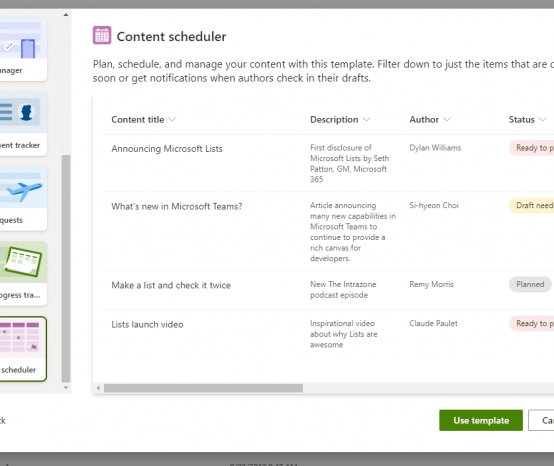 Content scheduler
Plan, schedule, and manage your content with this template. Filter down to just the items that are
soon or get notifications when authors check in their drafts.
Content title Description Author Status
Announcing Microsoft Lists
First disclosure of
Microsoft Lists by Seth
Patton, GM, Microsoft
365
Dylan Williams
Ready to p
What's new in Microsoft Teams?
Article announcing
many new capabilities in
Microsoft Teams to
continue to provide a
rich canvas for
developers.
Si-hyeon Choi
Draft need
Make a list and check it twice
New The Intrazone
podcast episode
Remy Morris
Planned
Lists launch video
Inspirational video
about why Lists are
awesome
Claude Paulet
Ready to p
anager
ent tracker
quests
ogress tra...
scheduler
Use template
Can